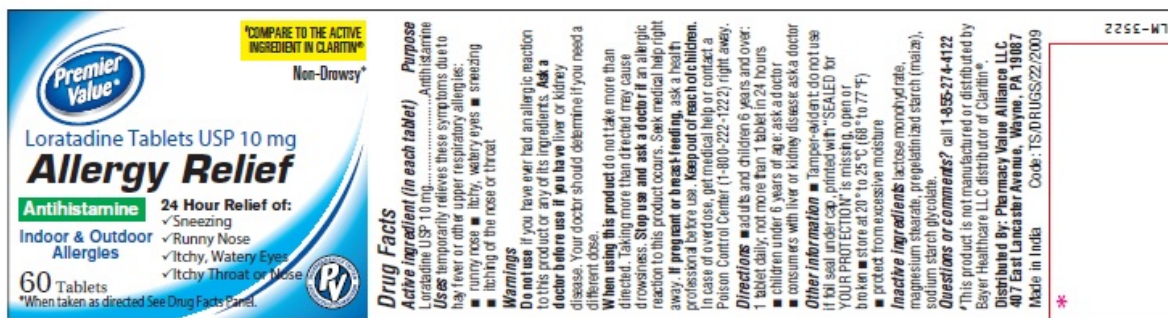 #COMPARE TO THE ACTIVE
INGREDIENT IN CLARITIN®
Non-Drowsy*
Premier
Value®
Loratadine Tablets USP 10 mg
Allergy Relief
Antihistamine
Indoor & Outdoor
Allergies
60 Tablets
24 Hour Relief of:
✓Sneezing
✓Runny Nose
✓Itchy, Watery Eyes
✓Itchy Throat or Nose
PV
*When taken as directed See Drug Facts Panel.
Drug Facts
Active ingredient (in each tablet) Purpose
Loratadine USP 10 mg..................Antihistamine
Uses temporarily relieves these symptoms due to
hay fever or other upper respiratory allergies:
■ runny nose ■ itchy, watery eyes ■ sneezing
■ itching of the nose or throat
Warnings
Do not use if you have ever had an allergic reaction
to this product or any of its ingredients. Ask a
doctor before use if you have liver or kidney
disease. Your doctor should determine if you need a
different dose.
When using this product do not take more than
directed. Taking more than directed may cause
drowsiness. Stop use and ask a doctor if an allergic
reaction to this product occurs. Seek medical help right
away. If pregnant or breast-feeding, ask a health
professional before use. Keep out of reach of children.
In case of overdose, get medical help or contact a
Poison Control Center (1-800-222-1222) right away.
Directions ■ adults and children 6 years and over:
1 tablet daily; not more than 1 tablet in 24 hours
■ children under 6 years of age: ask a doctor
■ consumers with liver or kidney disease: ask a doctor
Other information ■ Tamper-evident: do not use
if foil seal under cap, printed with "SEALED for
YOUR PROTECTION" is missing, open or
broken ■ store at 20° to 25°C (68° to 77°F)
■ protect from excessive moisture
Inactive ingredients lactose monohydrate,
magnesium stearate, pregelatinized starch (maize),
sodium starch glycolate.
Questions or comments? call 1-855-274-4122
#This product is not manufactured or distributed by
Bayer Healthcare LLC distributor of Claritin®.
Distributed By: Pharmacy Value Alliance LLC
407 East Lancaster Avenue, Wayne, PA 19087
Made in India Code: TS/DRUGS/22/2009
*
LM-3522